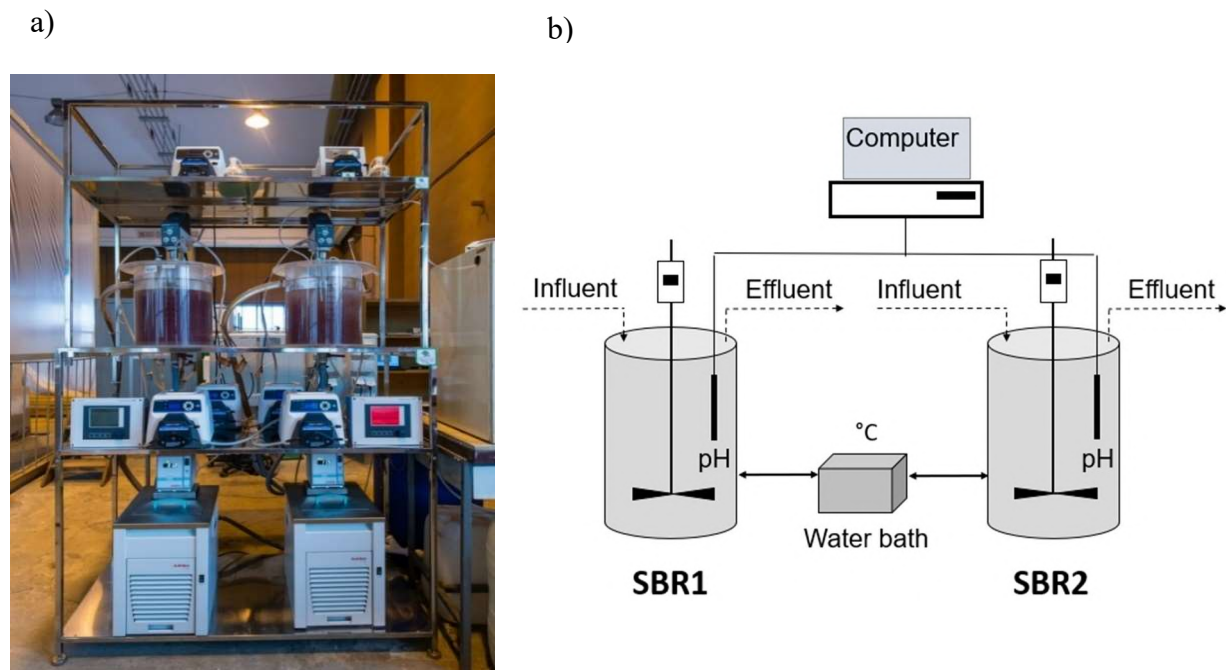 a)
b)
Computer
Influent
Effluent
Influent
Effluent
°C
pH
pH
Water bath
SBR1
SBR2